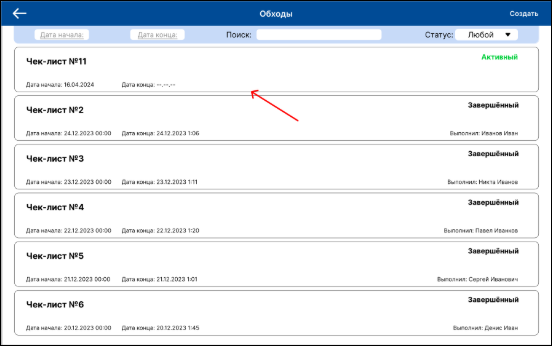 Обходы Создать
Дата начала: Дата конца: Поиск: Статус: Любой
Чек-лист №11 Активный
Дата начала: 16.04.2024 Дата конца: --.--.--
Чек-лист №2 Завершённый
Дата начала: 24.12.2023 00:00 Дата конца: 24.12.2023 1:06 Выполнил: Иванов Иван
Чек-лист №3 Завершённый
Дата начала: 23.12.2023 00:00 Дата конца: 23.12.2023 1:11 Выполнил: Никта Иванов
Чек-лист №4 Завершённый
Дата начала: 22.12.2023 00:00 Дата конца: 22.12.2023 1:20 Выполнил: Павел Иванков
Чек-лист №5 Завершённый
Дата начала: 21.12.2023 00:00 Дата конца: 21.12.2023 1:01 Выполнил: Сергей Иванович
Чек-лист №6 Завершённый
Дата начала: 20.12.2023 00:00 Дата конца: 20.12.2023 1:45 Выполнил: Денис Иван